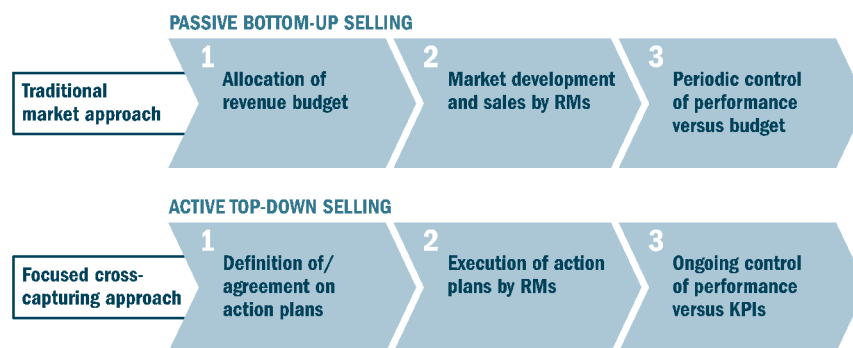 PASSIVE BOTTOM-UP SELLING
Traditional
market approach
1
Allocation of
revenue budget
2
Market development
and sales by RMs
3
Periodic control
of performance
versus budget
ACTIVE TOP-DOWN SELLING
Focused cross-
capturing approach
1
Definition of/
agreement on
action plans
2
Execution of action
plans by RMs
3
Ongoing control
of performance
versus KPIs